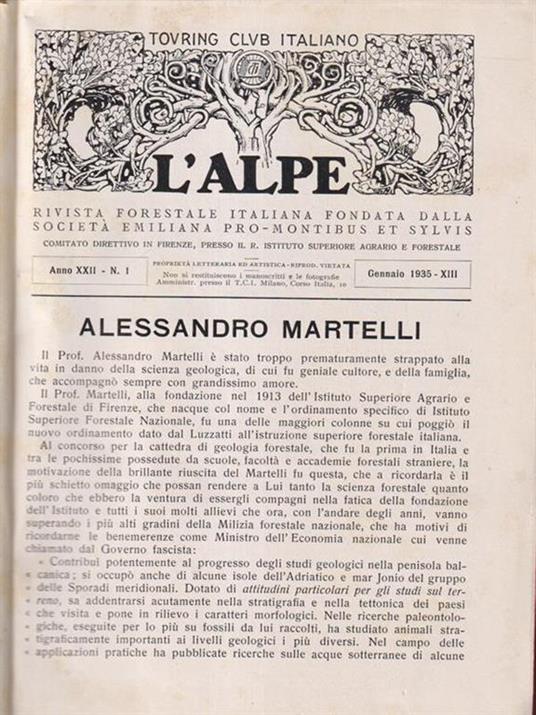 TOVRING CLVB ITALIANO
L'ALPE
RIVISTA FORESTALE ITALIANA FONDATA DALLA
SOCIETÀ EMILIANA PRO-MONTIBUS ET SYLVIS
COMITATO DIRETTIVO IN FIRENZE, PRESSO IL R. ISTITUTO SUPERIORE AGRARIO E FORESTALE
Anno XXII - N. 1
PROPRIETÀ LETTERARIA ED ARTISTICA - RIPROD. VIETATA
Non si restituiscono i manoscritti e le fotografie
Amministr. presso il T.C.I. Milano, Corso Italia, 10
Gennaio 1935 - XIII
ALESSANDRO MARTELLI
Il Prof. Alessandro Martelli è stato troppo prematuramente strappato alla
vita in danno della scienza geologica, di cui fu geniale cultore, e della famiglia,
che accompagnò sempre con grandissimo amore.
Il Prof. Martelli, alla fondazione nel 1913 dell'Istituto Superiore Agrario e
Forestale di Firenze, che nacque col nome e l'ordinamento specifico di Istituto
Superiore Forestale Nazionale, fu una delle maggiori colonne su cui poggiò il
nuovo ordinamento dato dal Luzzatti all'istruzione superiore forestale italiana.
Al concorso per la cattedra di geologia forestale, che fu la prima in Italia e
tra le pochissime possedute da scuole, facoltà e accademie forestali straniere, la
motivazione della brillante riuscita del Martelli fu questa, che a ricordarla è il
più schietto omaggio che possan rendere a Lui tanto la scienza forestale quanto
coloro che ebbero la ventura di essergli compagni nella fatica della fondazione
dell'Istituto e tutti i suoi molti allievi che ora, con l'andare degli anni, vanno
superando i più alti gradini della Milizia forestale nazionale, che ha motivi di
ricordarne le benemerenze come Ministro dell'Economia nazionale cui venne
chiamato dal Governo fascista:
« Contribuì potentemente al progresso degli studi geologici nella penisola bal-
« canica; si occupò anche di alcune isole dell'Adriatico e mar Jonio del gruppo
« delle Sporadi meridionali. Dotato di attitudini particolari per gli studi sul ter-
« reno, sa addentrarsi acutamente nella stratigrafia e nella tettonica dei paesi
« che visita e pone in rilievo i caratteri morfologici. Nelle ricerche paleontolo-
« giche, eseguite per lo più su fossili da lui raccolti, ha studiato animali stra-
« tigraficamente importanti ai livelli geologici i più diversi. Nel campo delle
« applicazioni pratiche ha pubblicate ricerche sulle acque sotterranee di alcune